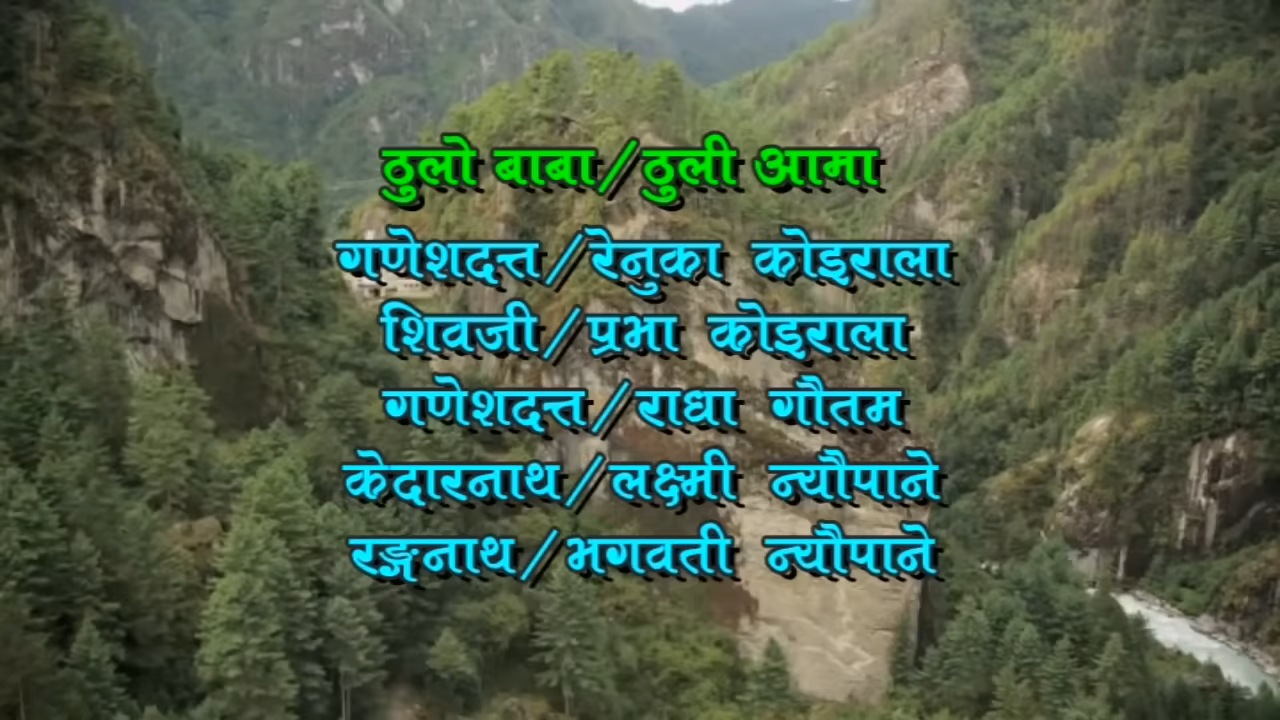 ठुलो बाबा/ठुली आमा
गणेशदत्त/रेनुका कोइराला
शिवजी/प्रभा कोइराला
गणेशदत्त/राधा गौतम
केदारनाथ/लक्ष्मी न्यौपाने
रङ्गनाथ/भगवती न्यौपाने